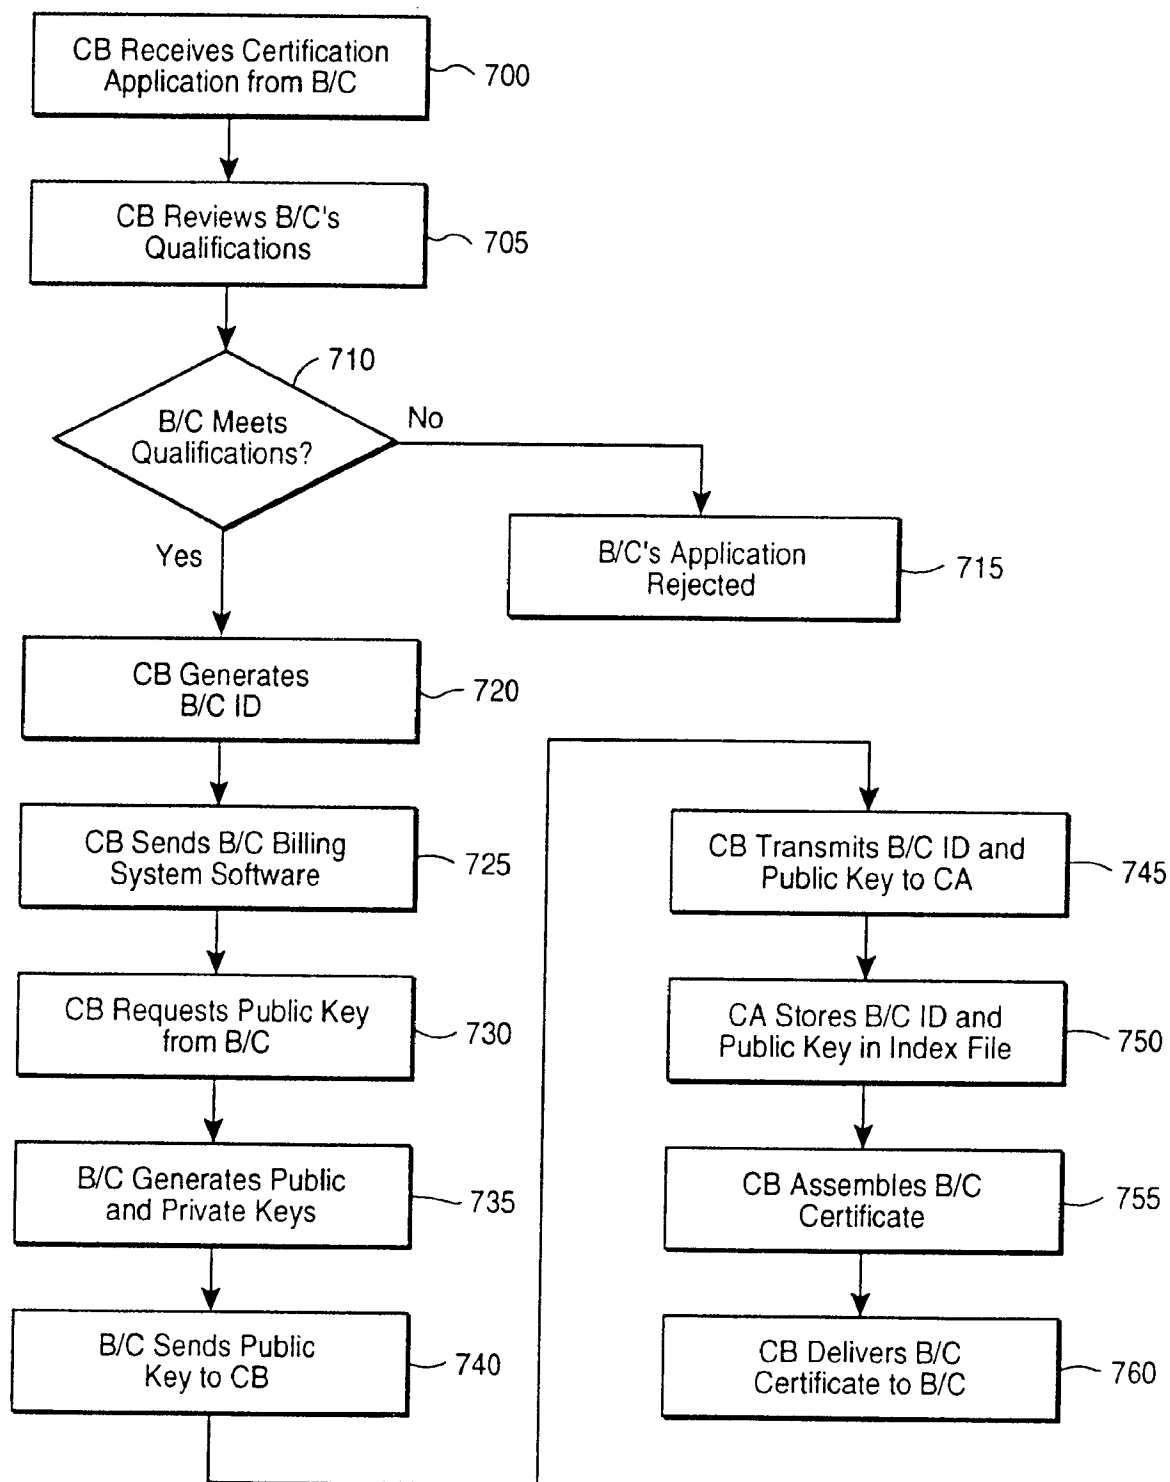 CB Receives Certification
Application from B/C
700
CB Reviews B/C's
Qualifications
705
710
B/C Meets
Qualifications?
No
Yes
B/C's Application
Rejected
715
CB Generates
B/C ID
720
CB Sends B/C Billing
System Software
725
CB Requests Public Key
from B/C
730
B/C Generates Public
and Private Keys
735
B/C Sends Public
Key to CB
740
CB Transmits B/C ID and
Public Key to CA
745
CA Stores B/C ID and
Public Key in Index File
750
CB Assembles B/C
Certificate
755
CB Delivers B/C
Certificate to B/C
760